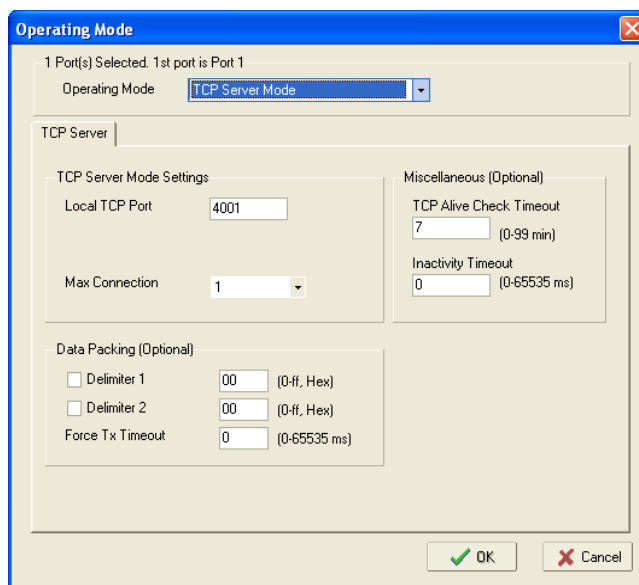 Operating Mode
1 Port(s) Selected. 1st port is Port 1
Operating Mode TCP Server Mode
TCP Server
TCP Server Mode Settings
Local TCP Port 4001
Max Connection 1
Miscellaneous (Optional)
TCP Alive Check Timeout
7 (0-99 min)
Inactivity Timeout
0 (0-65535 ms)
Data Packing (Optional)
Delimiter 1 00 (0-ff, Hex)
Delimiter 2 00 (0-ff, Hex)
Force Tx Timeout 0 (0-65535 ms)
OK Cancel